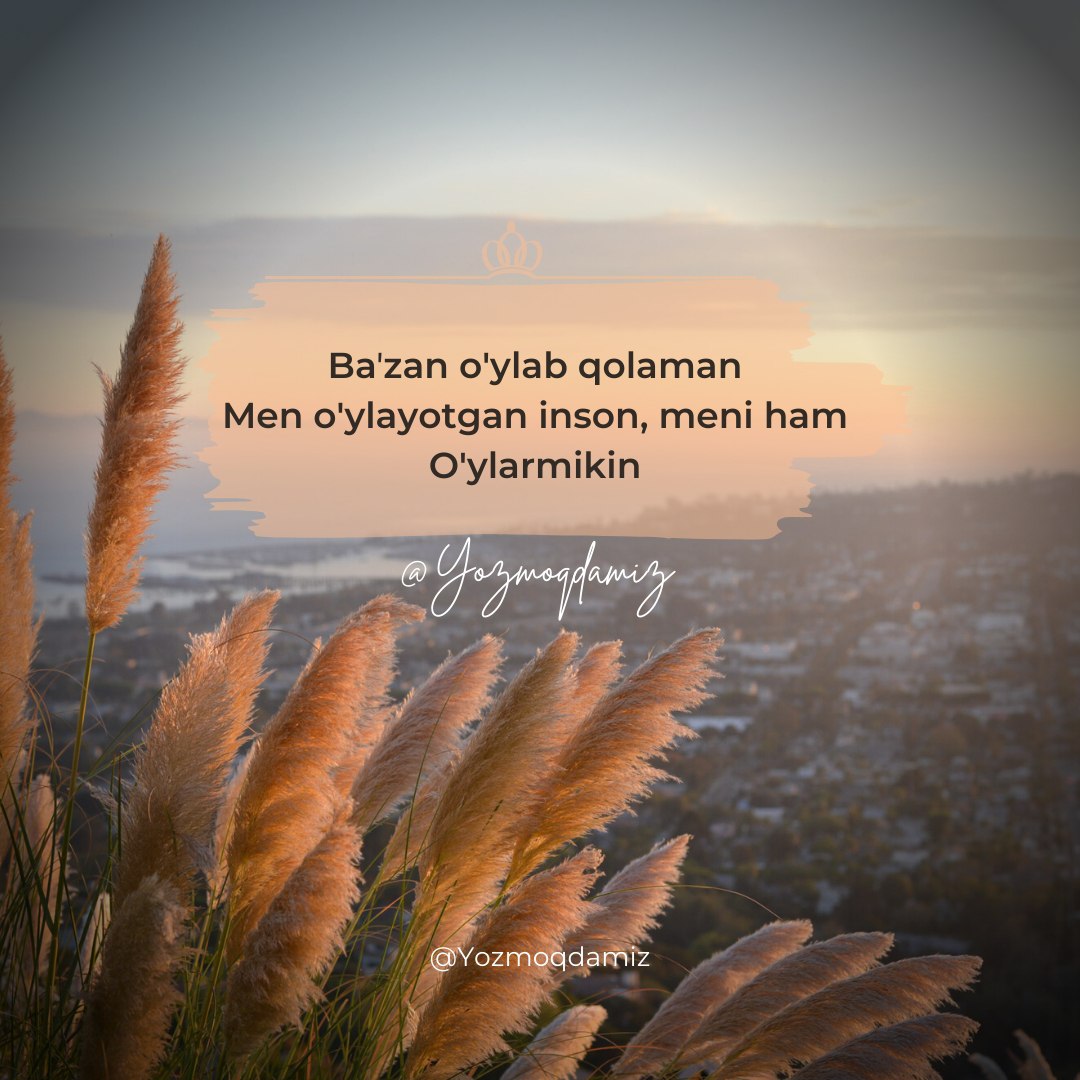 Ba'zan o'ylab qolaman
Men o'ylayotgan inson, meni ham
O'ylarmikin
@Yozmoqdamiz
@Yozmoqdamiz